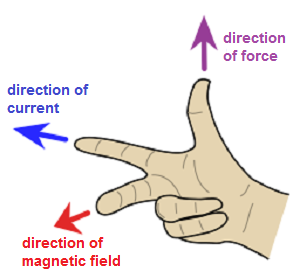 direction
of force
direction of
current
direction of
magnetic field